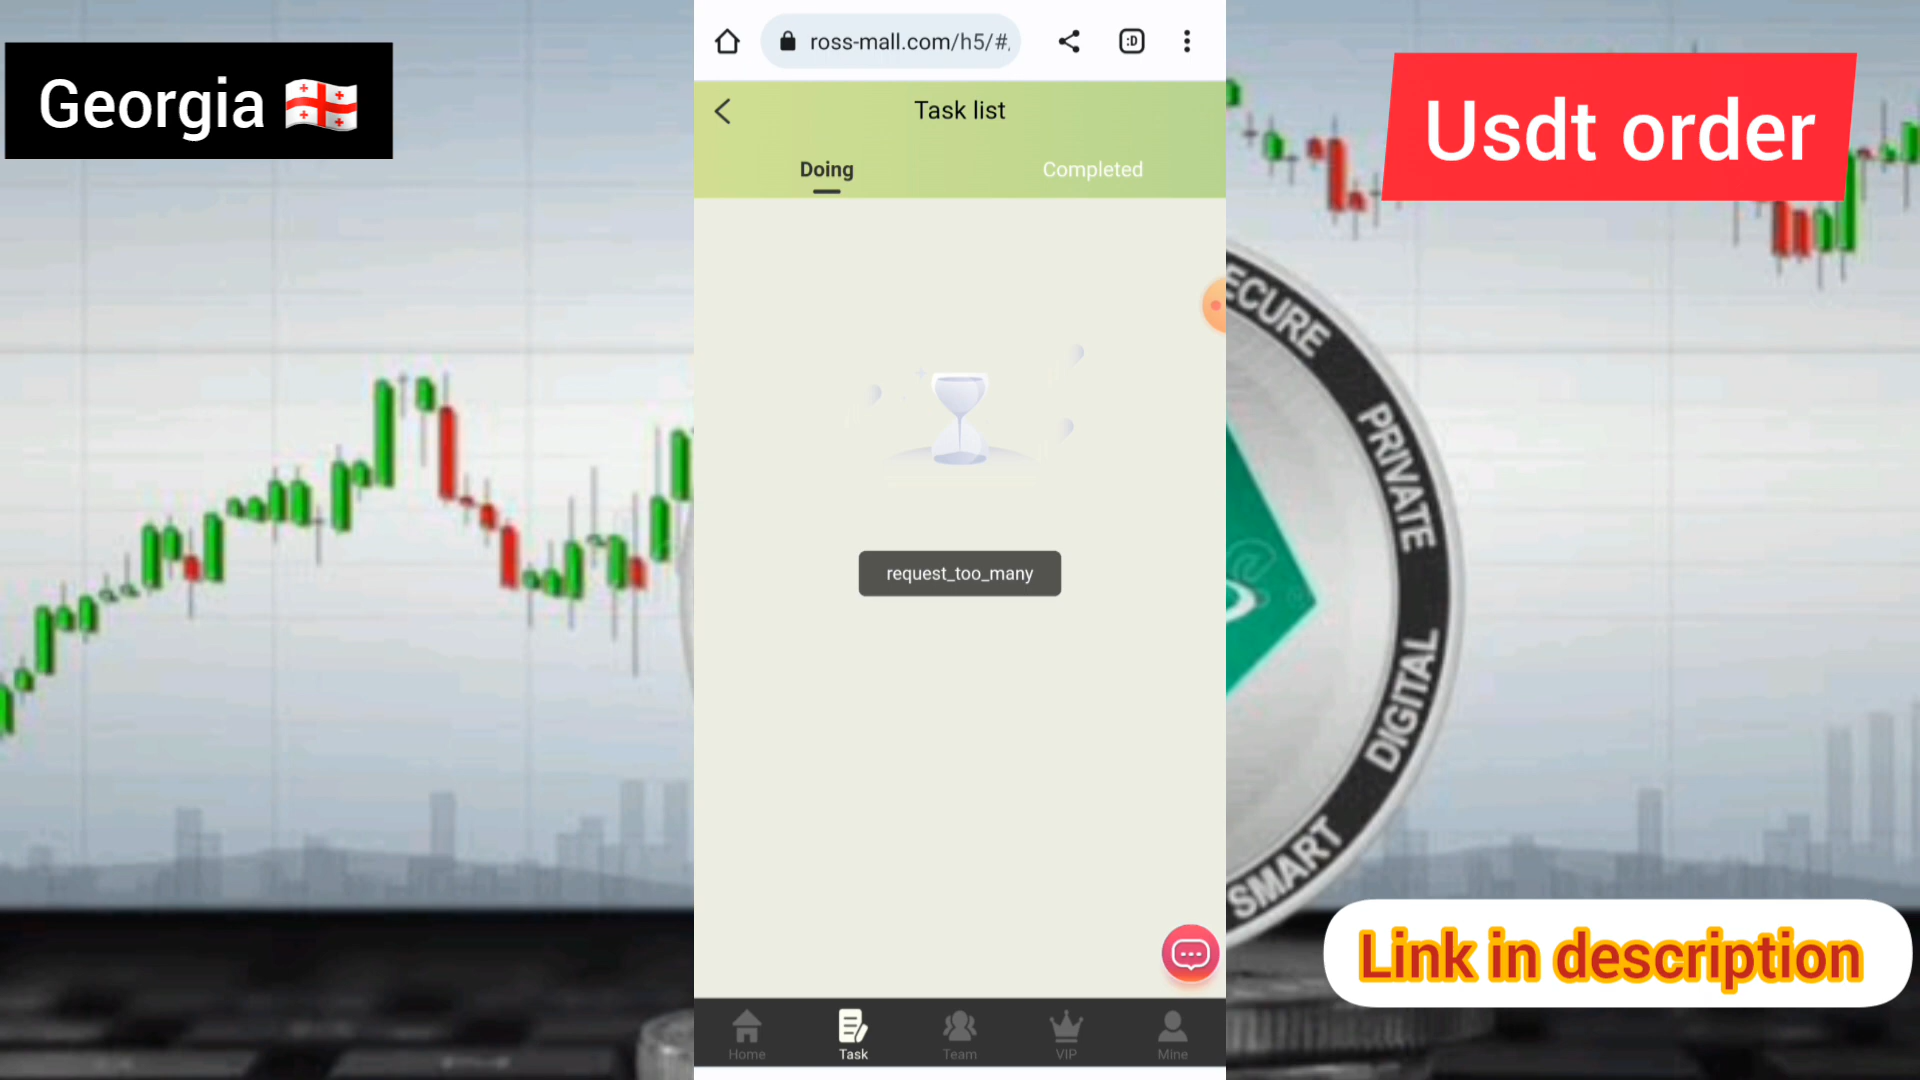 Georgia
ross-mall.com/h5/#
:D
Task list
Doing
Completed
request_too_many
Home
Task
Team
VIP
Mine
Usdt order
SECURE PRIVATE DIGITAL SMART
Link in description